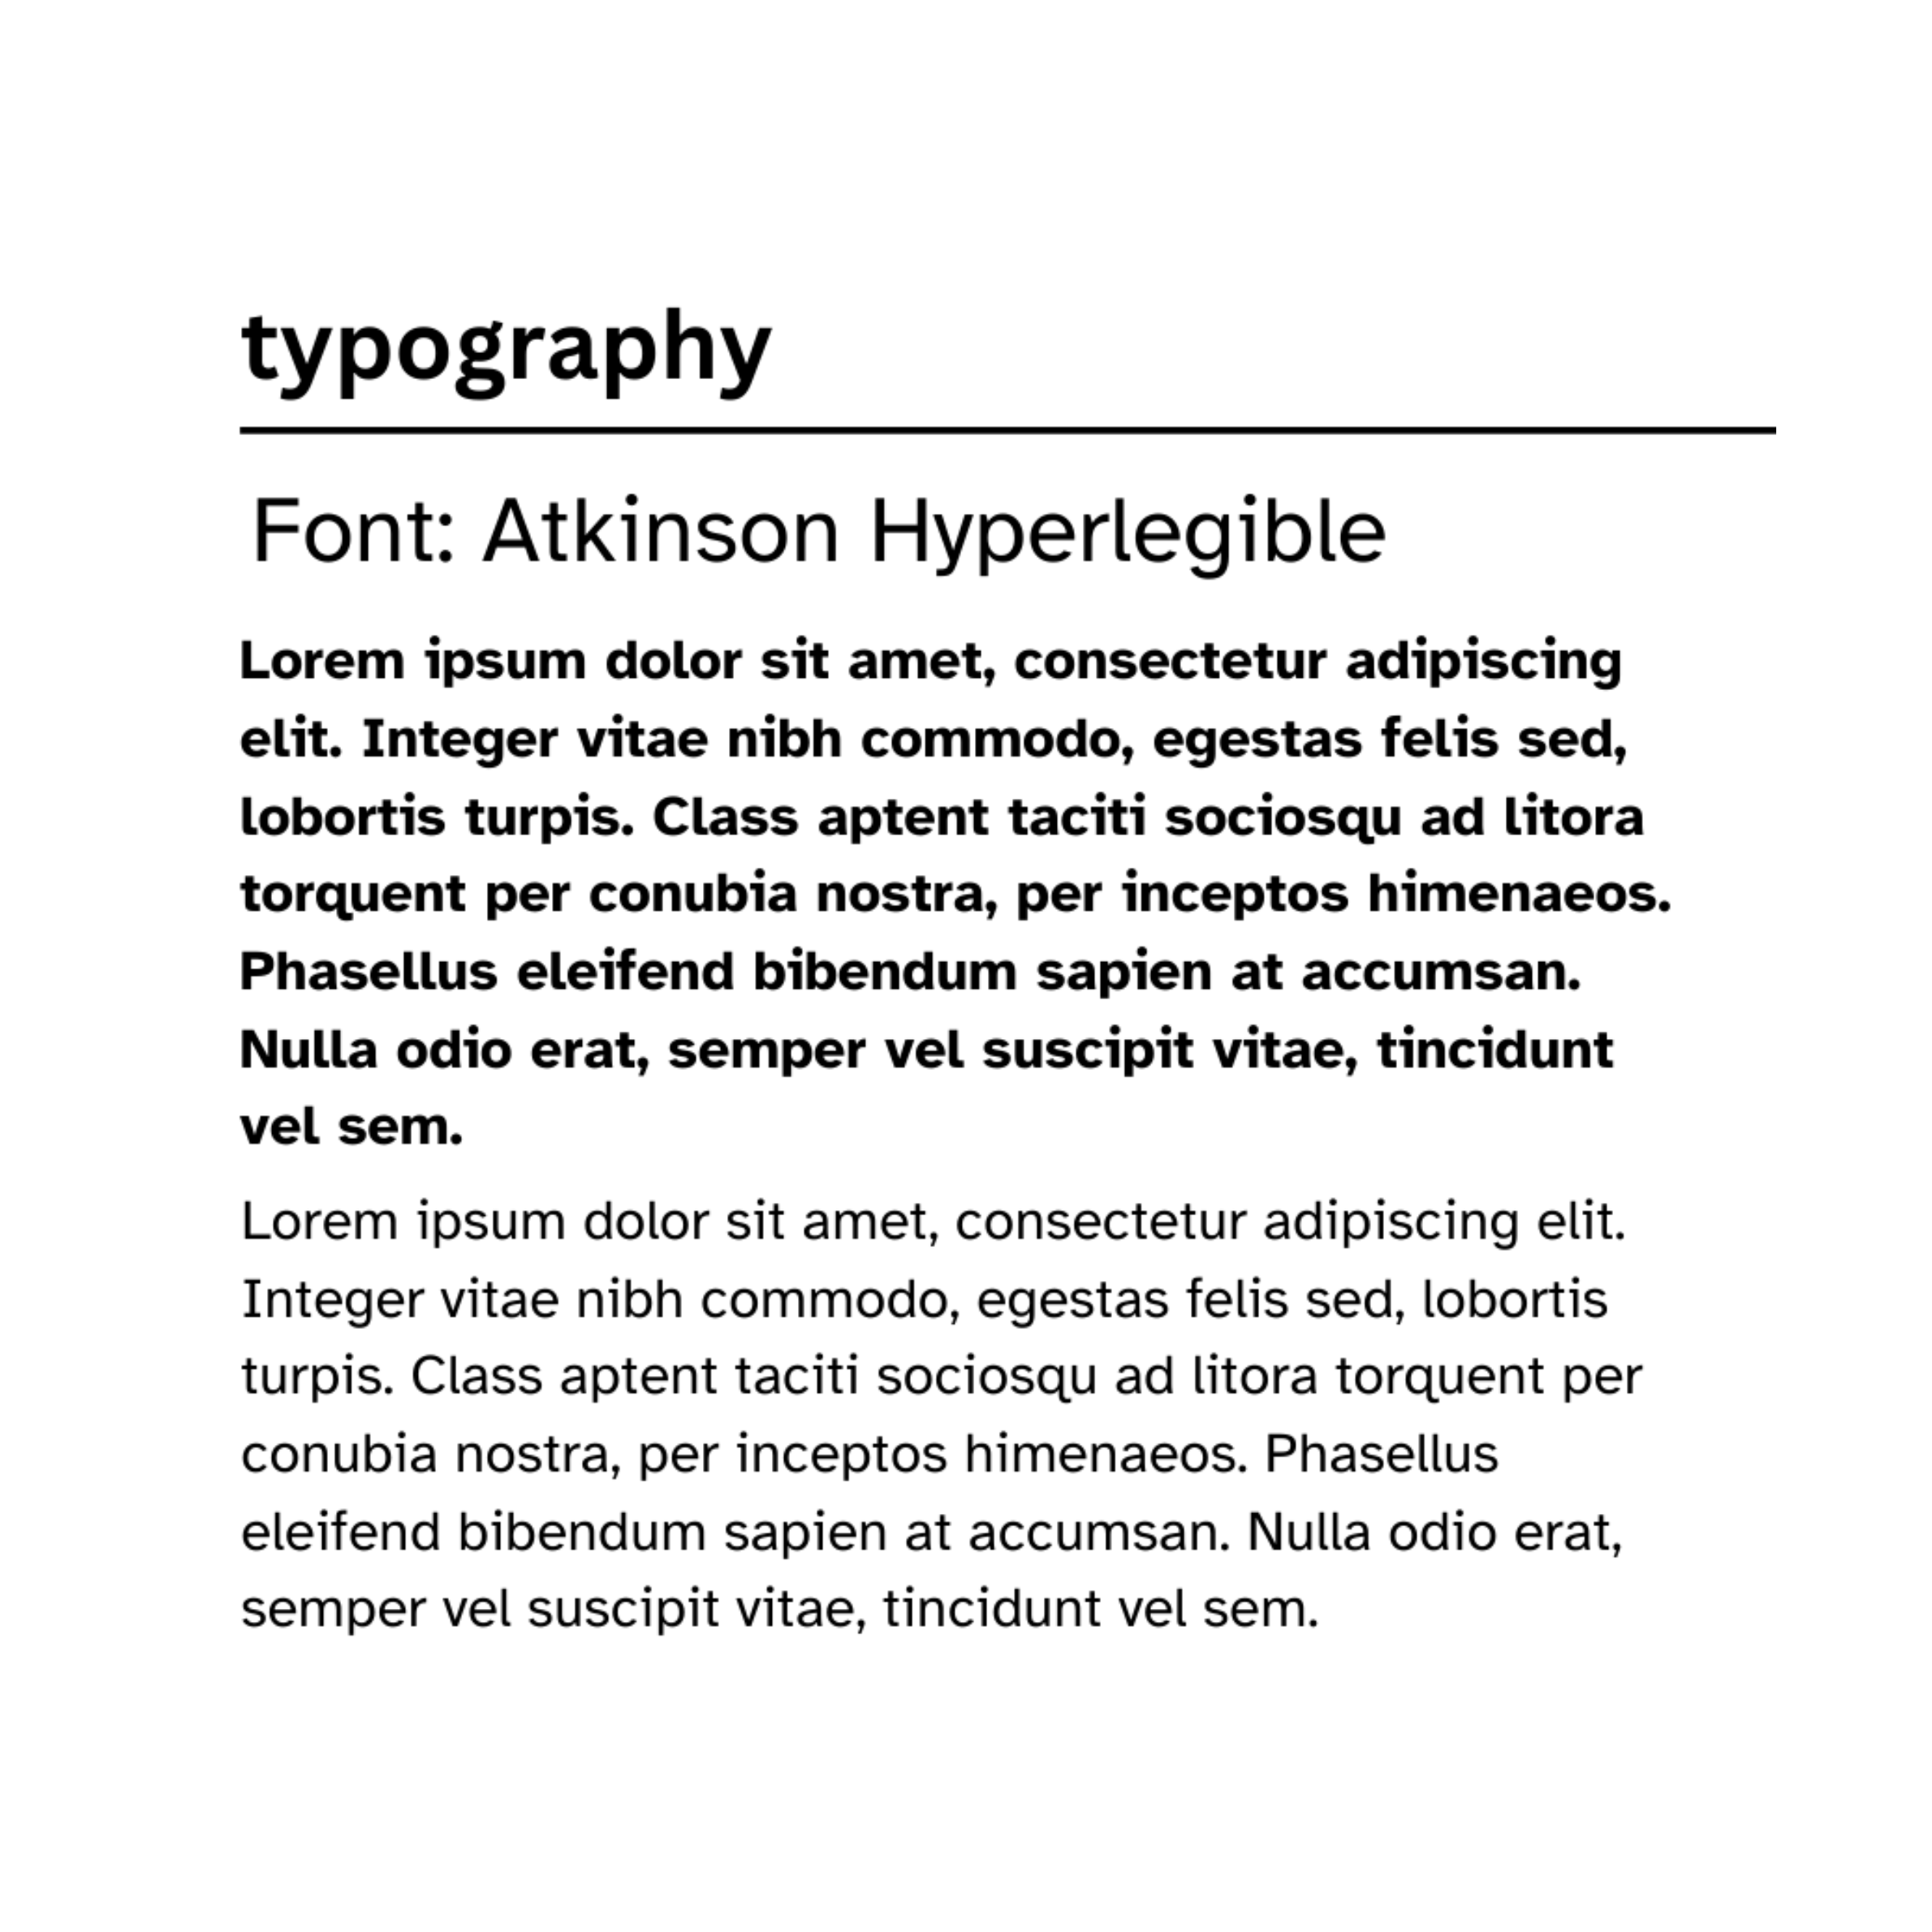 typography
Font: Atkinson Hyperlegible
Lorem ipsum dolor sit amet, consectetur adipiscing
elit. Integer vitae nibh commodo, egestas felis sed,
lobortis turpis. Class aptent taciti sociosqu ad litora
torquent per conubia nostra, per inceptos himenaeos.
Phasellus eleifend bibendum sapien at accumsan.
Nulla odio erat, semper vel suscipit vitae, tincidunt
vel sem.
Lorem ipsum dolor sit amet, consectetur adipiscing elit.
Integer vitae nibh commodo, egestas felis sed, lobortis
turpis. Class aptent taciti sociosqu ad litora torquent per
conubia nostra, per inceptos himenaeos. Phasellus
eleifend bibendum sapien at accumsan. Nulla odio erat,
semper vel suscipit vitae, tincidunt vel sem.